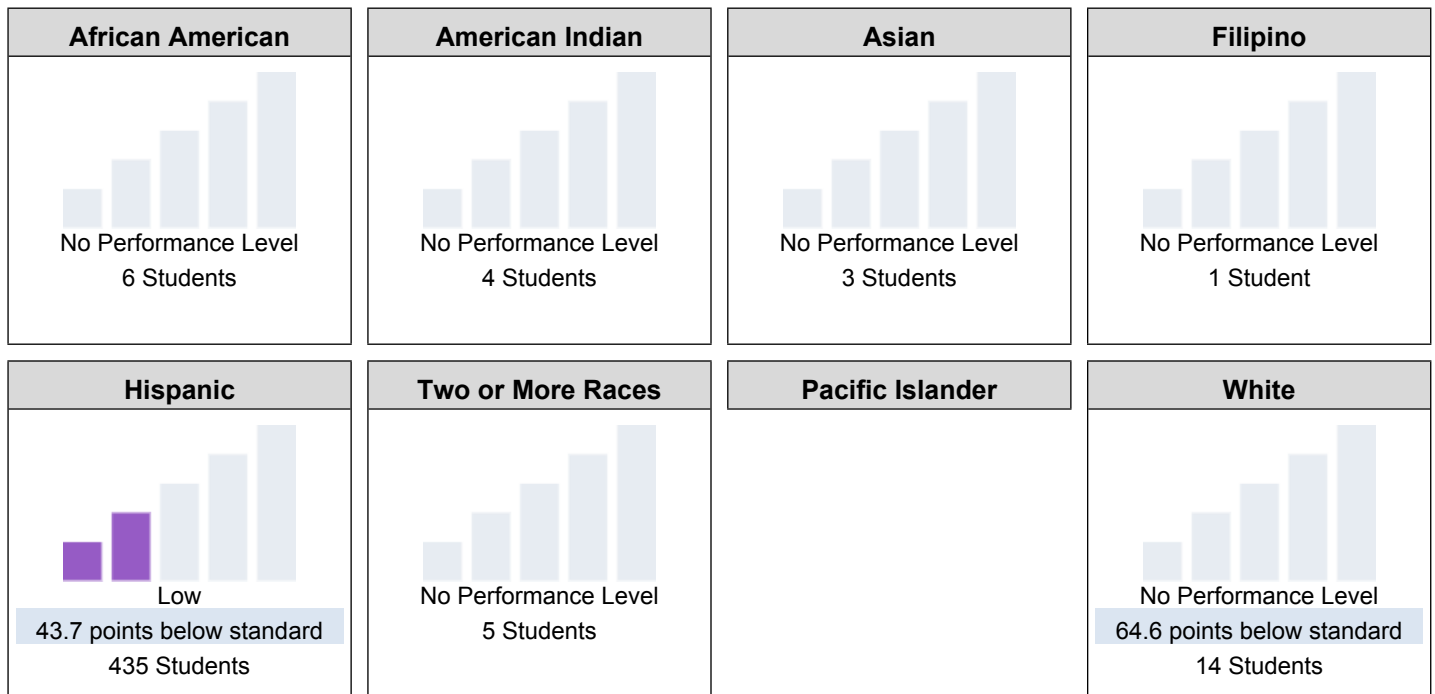 African American
No Performance Level
6 Students
American Indian
No Performance Level
4 Students
Asian
No Performance Level
3 Students
Filipino
No Performance Level
1 Student
Hispanic
Low
43.7 points below standard
435 Students
Two or More Races
No Performance Level
5 Students
Pacific Islander
White
No Performance Level
64.6 points below standard
14 Students